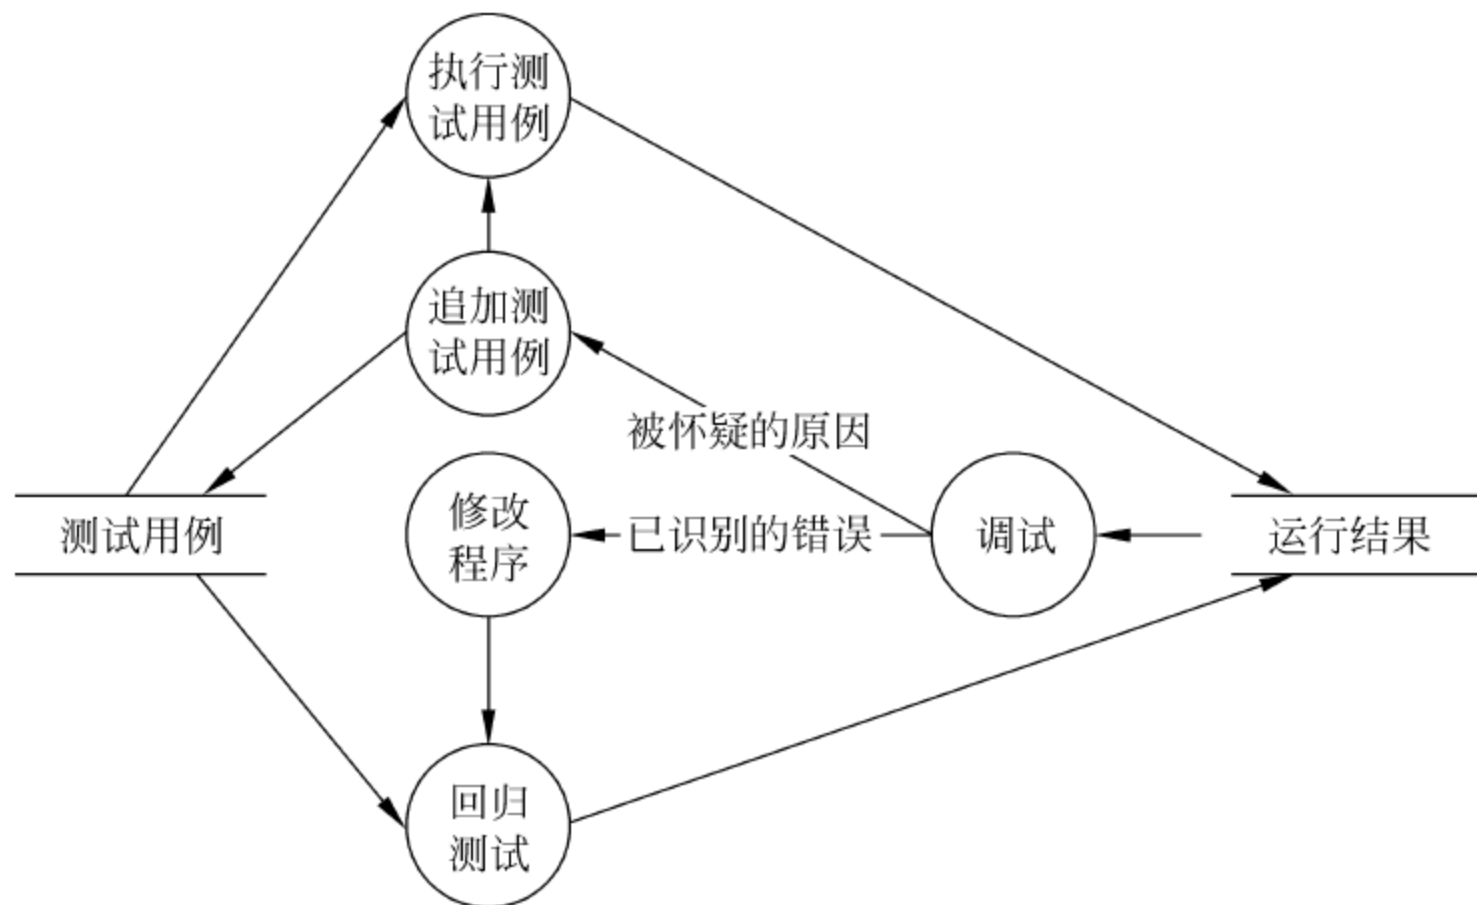 执行测
试用例
追加测
试用例
被怀疑的原因
修改
程序
已识别的错误
调试
测试用例
运行结果
回归
测试